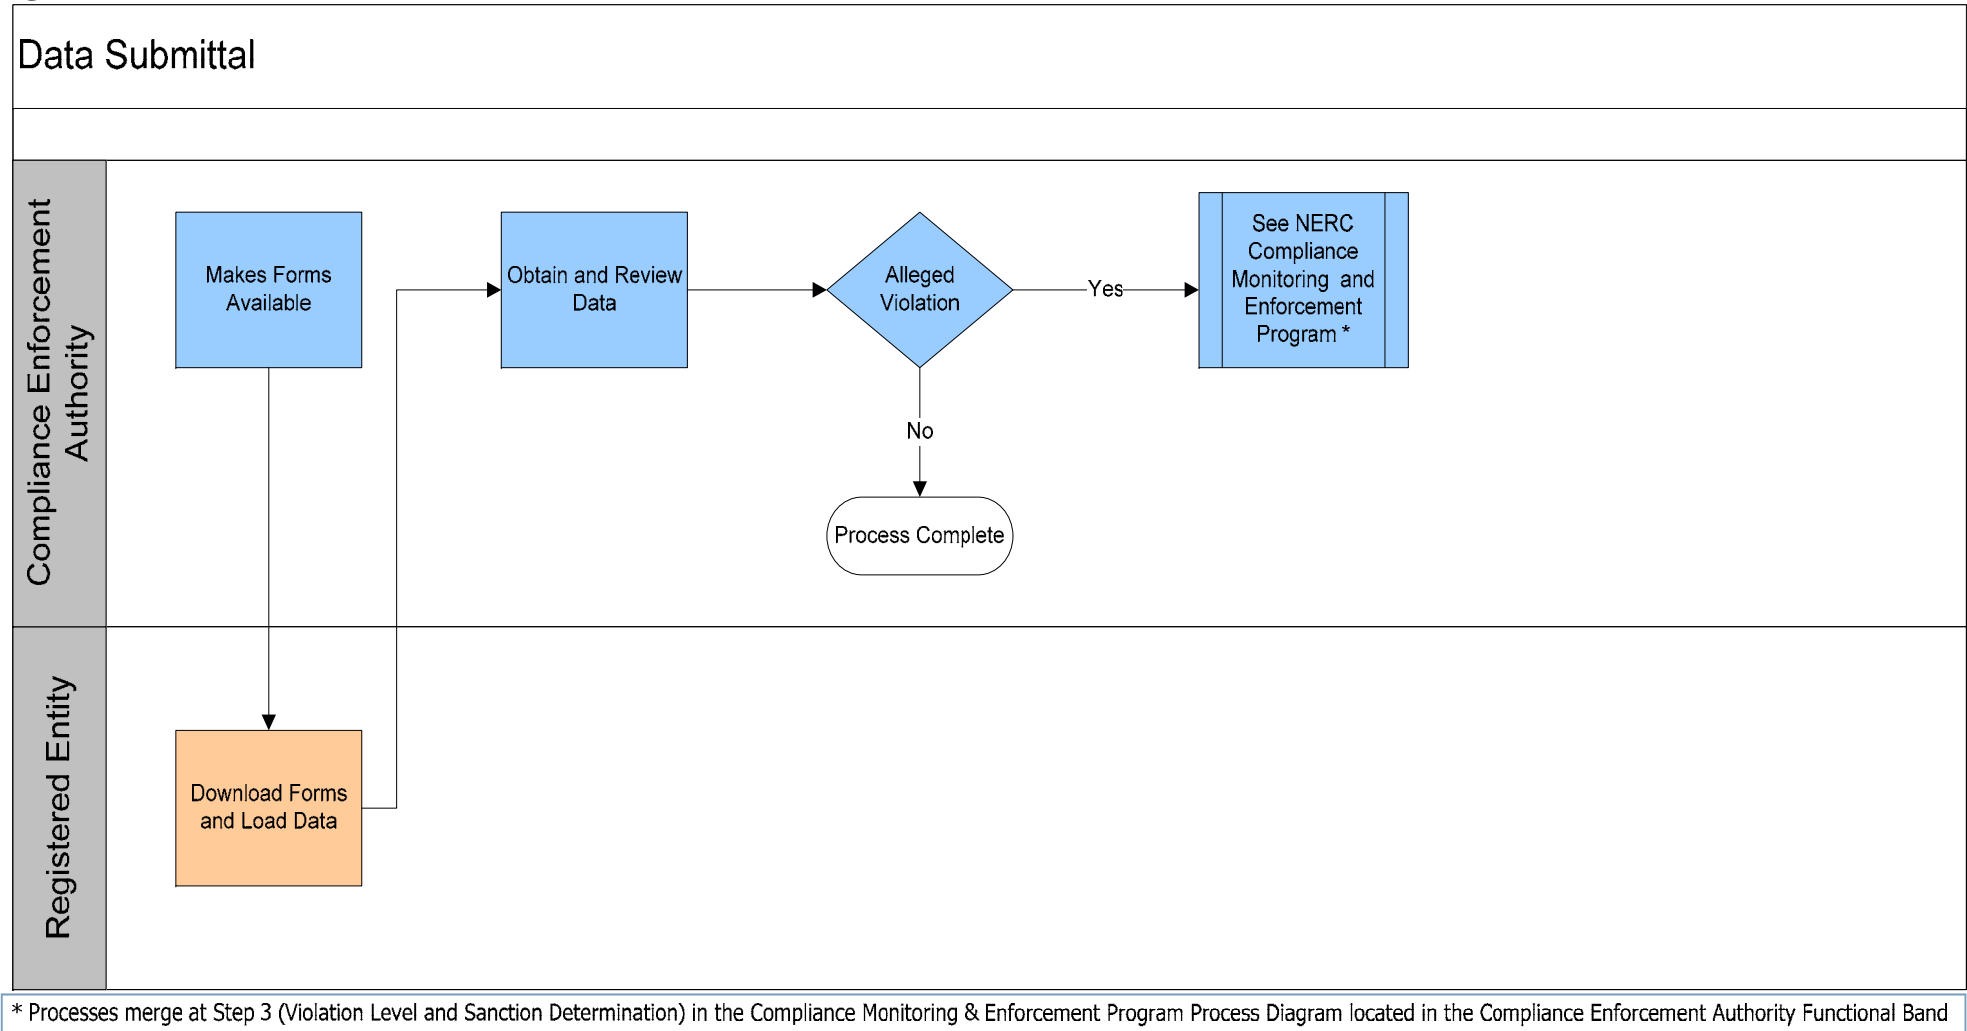 Data Submittal
Compliance Enforcement
Authority
Makes Forms
Available
Obtain and Review
Data
Alleged
Violation
Yes
See NERC
Compliance
Monitoring and
Enforcement
Program *
No
Process Complete
Registered Entity
Download Forms
and Load Data
* Processes merge at Step 3 (Violation Level and Sanction Determination) in the Compliance Monitoring & Enforcement Program Process Diagram located in the Compliance Enforcement Authority Functional Band